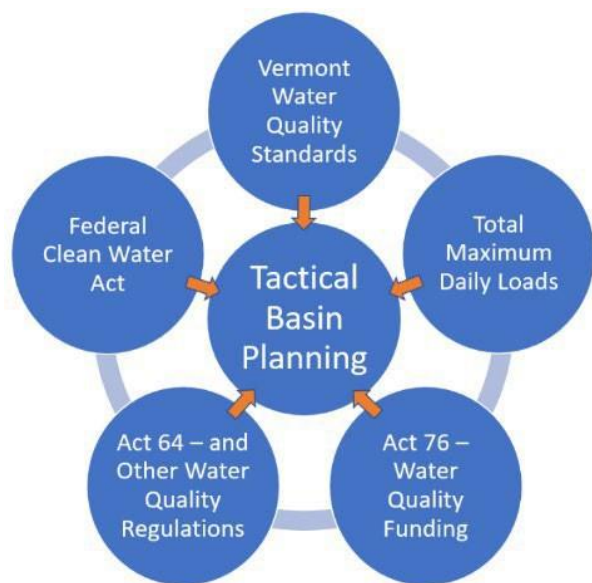 Vermont
Water
Quality
Standards
Federal
Clean Water
Act
Total
Maximum
Daily Loads
Tactical
Basin
Planning
Act 64 – and
Other Water
Quality
Regulations
Act 76 –
Water
Quality
Funding